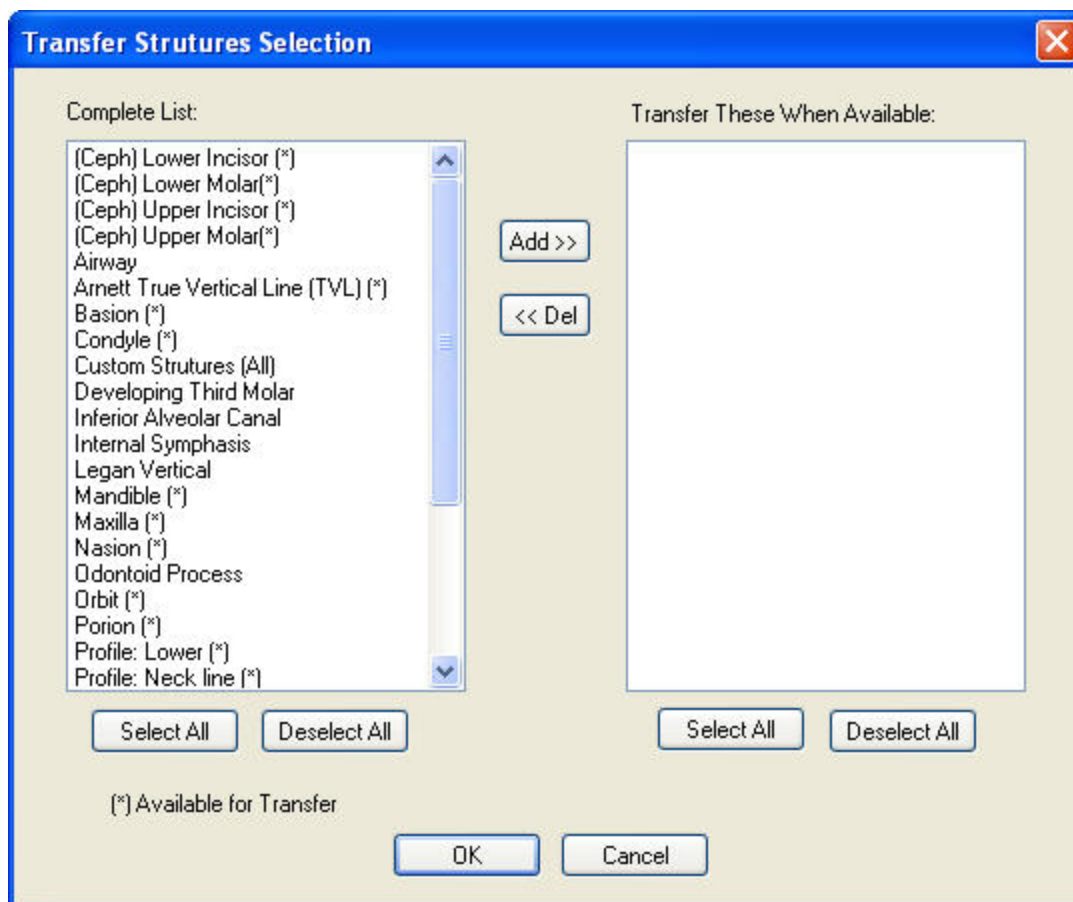 Transfer Strutures Selection
Complete List:
Transfer These When Available:
(Ceph) Lower Incisor (*)
(Ceph) Lower Molar(*)
(Ceph) Upper Incisor (*)
(Ceph) Upper Molar(*)
Airway
Arnett True Vertical Line (TVL) (*)
Basion (*)
Condyle (*)
Custom Strutures (All)
Developing Third Molar
Inferior Alveolar Canal
Internal Symphasis
Legan Vertical
Mandible (*)
Maxilla (*)
Nasion (*)
Odontoid Process
Orbit (*)
Porion (*)
Profile: Lower (*)
Profile: Neck line (*)
Add >>
<< Del
Select All
Deselect All
Select All
Deselect All
(*) Available for Transfer
OK
Cancel